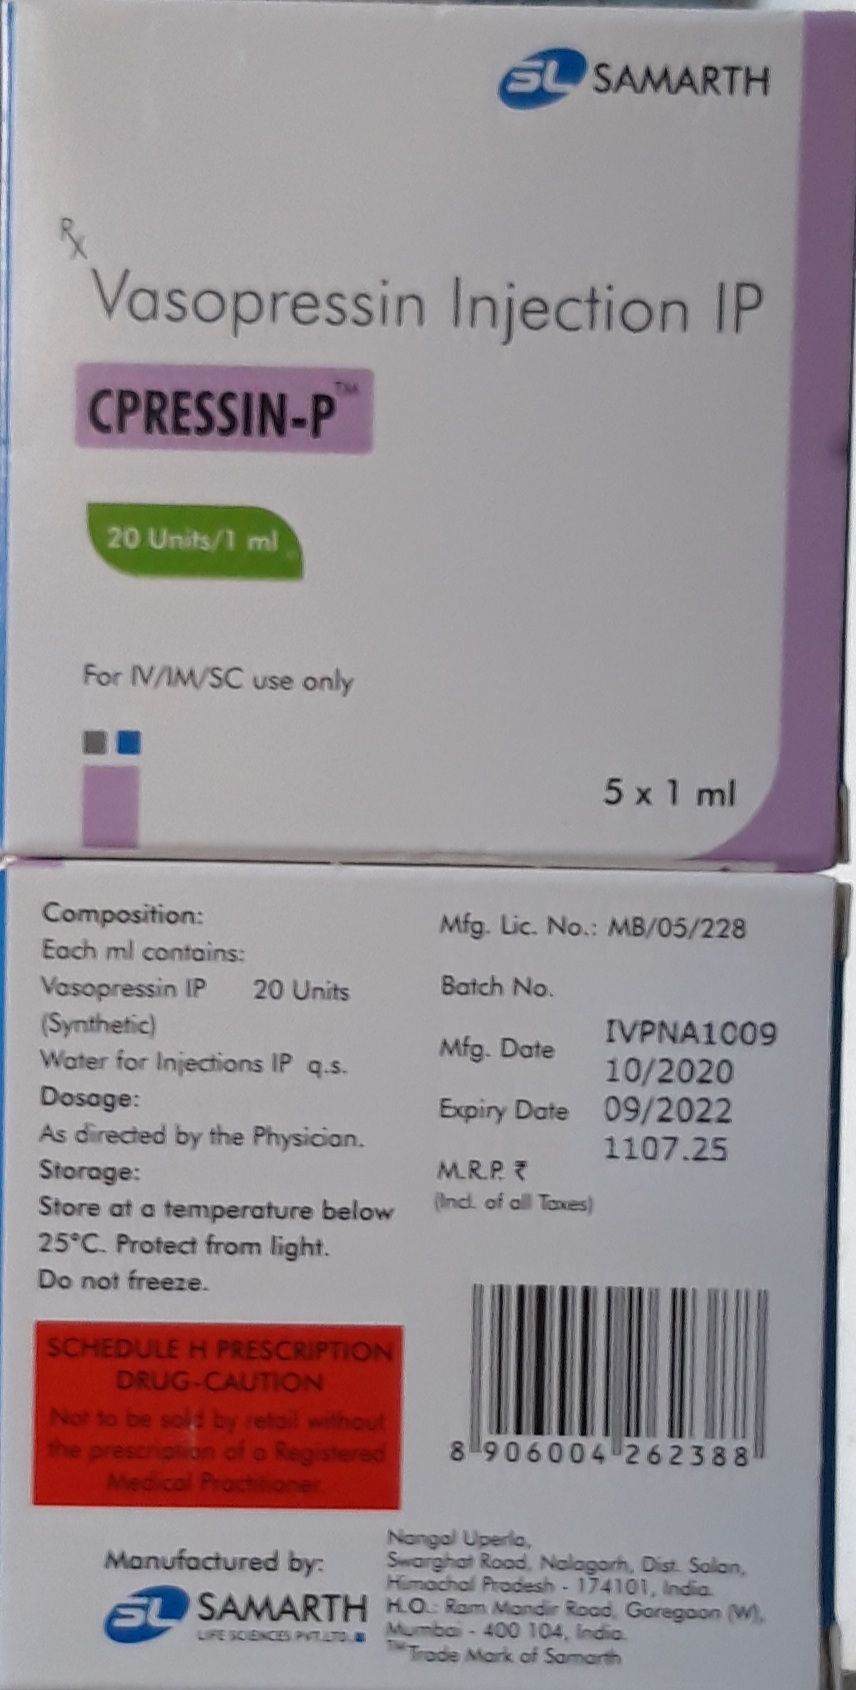 SL SAMARTH
Rx
Vasopressin Injection IP
CPRESSIN-P™
20 Units/1 ml
For IV/IM/SC use only
5 x 1 ml
Composition:
Each ml contains:
Vasopressin IP 20 Units
(Synthetic)
Water for Injections IP q.s.
Dosage:
As directed by the Physician.
Storage:
Store at a temperature below
25°C. Protect from light.
Do not freeze.
SCHEDULE H PRESCRIPTION
DRUG-CAUTION
Not to be sold by retail without
the prescription of a Registered
Medical Practitioner.
Mfg. Lic. No.: MB/05/228
Batch No.
IVPNA1009
Mfg. Date
10/2020
Expiry Date
09/2022
M.R.P. ₹
1107.25
(Incl. of all Taxes)
8 906004 262388
Manufactured by:
SL SAMARTH
LIFE SCIENCES PVT. LTD.
Nangal Uperla,
Swarghat Road, Nalagarh, Dist. Solan,
Himachal Pradesh - 174101, India.
H.O.: Ram Mandir Road, Goregaon (W),
Mumbai - 400 104, India.
™Trade Mark of Samarth